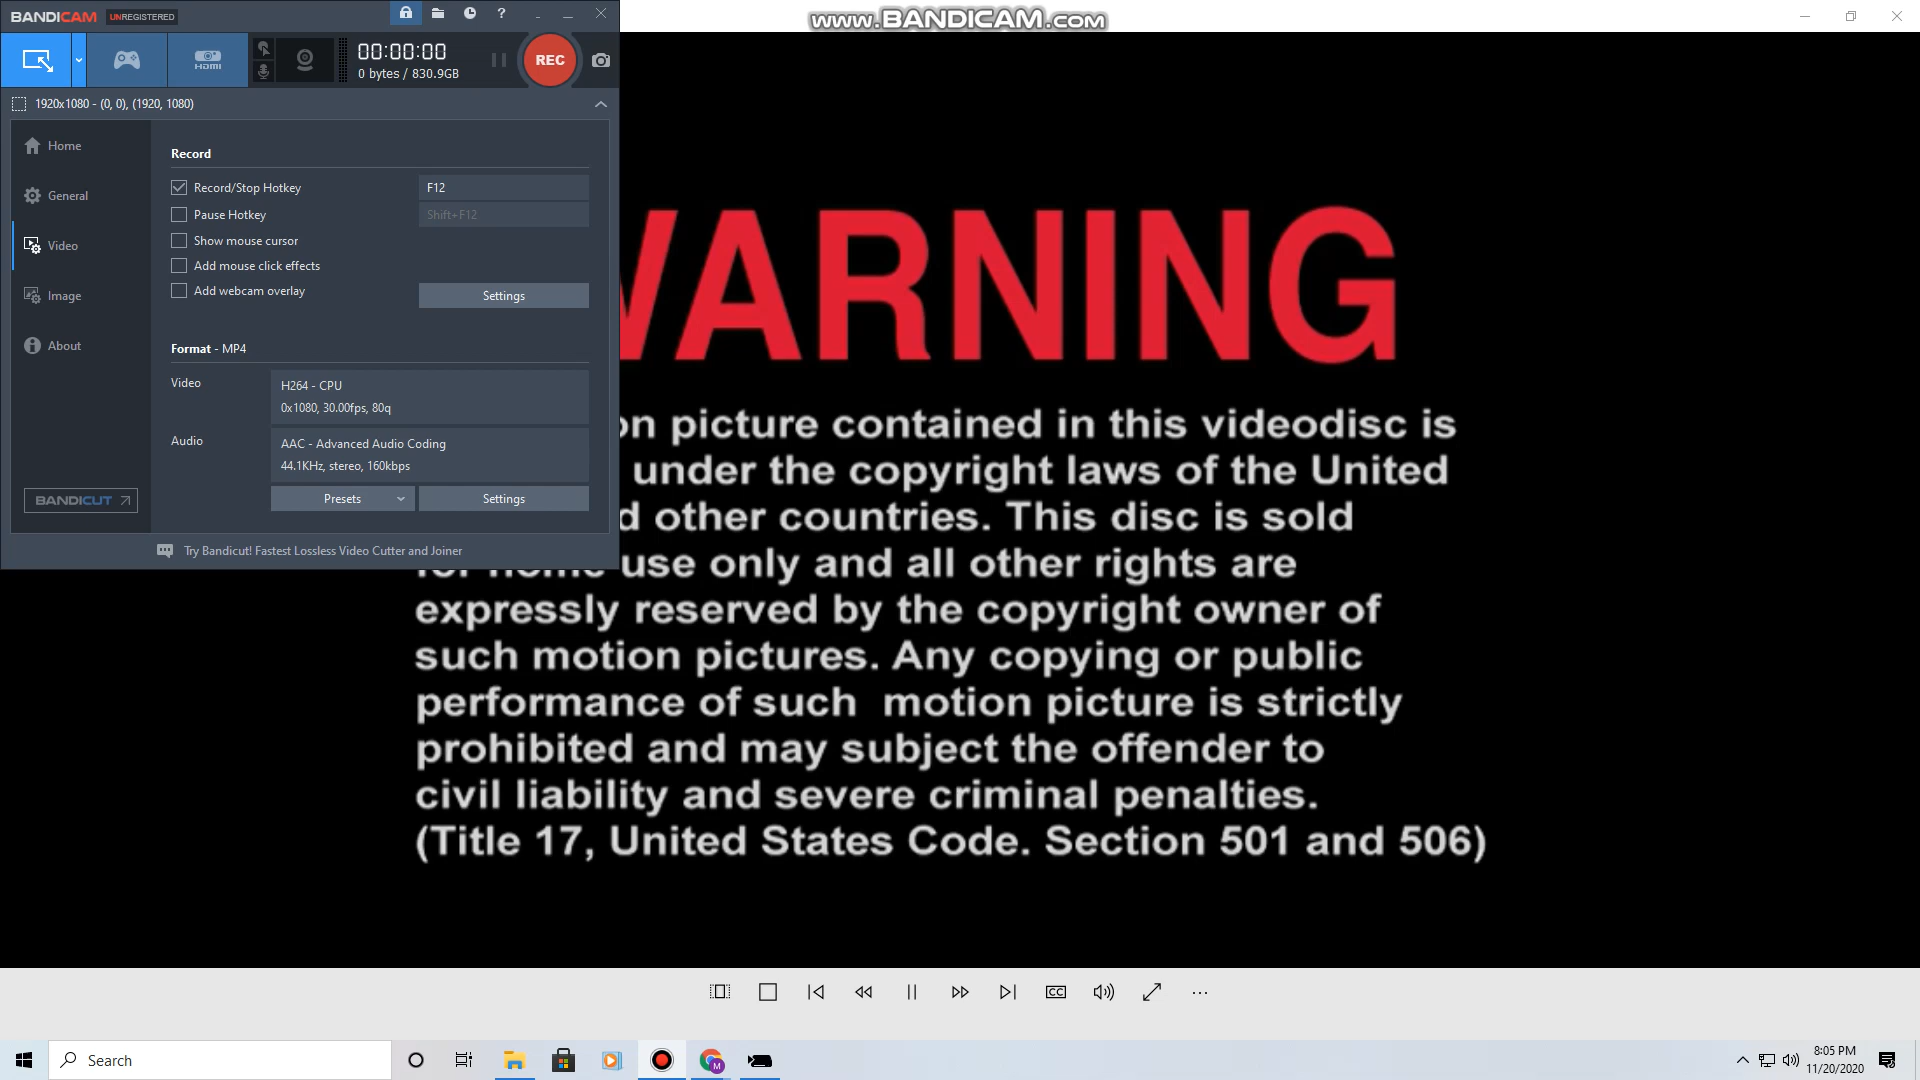 BANDICAM UNREGISTERED
?
www.BANDICAM.com
HDMI
00:00:00
0 bytes / 830.9GB
REC
1920x1080 - (0, 0), (1920, 1080)
Home
General
Video
Image
About
BANDICUT
Record
Record/Stop Hotkey F12
Pause Hotkey Shift+F12
Show mouse cursor
Add mouse click effects
Add webcam overlay
Settings
Format - MP4
Video
H264 - CPU
0x1080, 30.00fps, 80q
Audio
AAC - Advanced Audio Coding
44.1KHz, stereo, 160kbps
Presets
Settings
Try Bandicut! Fastest Lossless Video Cutter and Joiner
WARNING
on picture contained in this videodisc is
under the copyright laws of the United
d other countries. This disc is sold
for home use only and all other rights are
expressly reserved by the copyright owner of
such motion pictures. Any copying or public
performance of such motion picture is strictly
prohibited and may subject the offender to
civil liability and severe criminal penalties.
(Title 17, United States Code. Section 501 and 506)
CC
Search
M
8:05 PM
11/20/2020